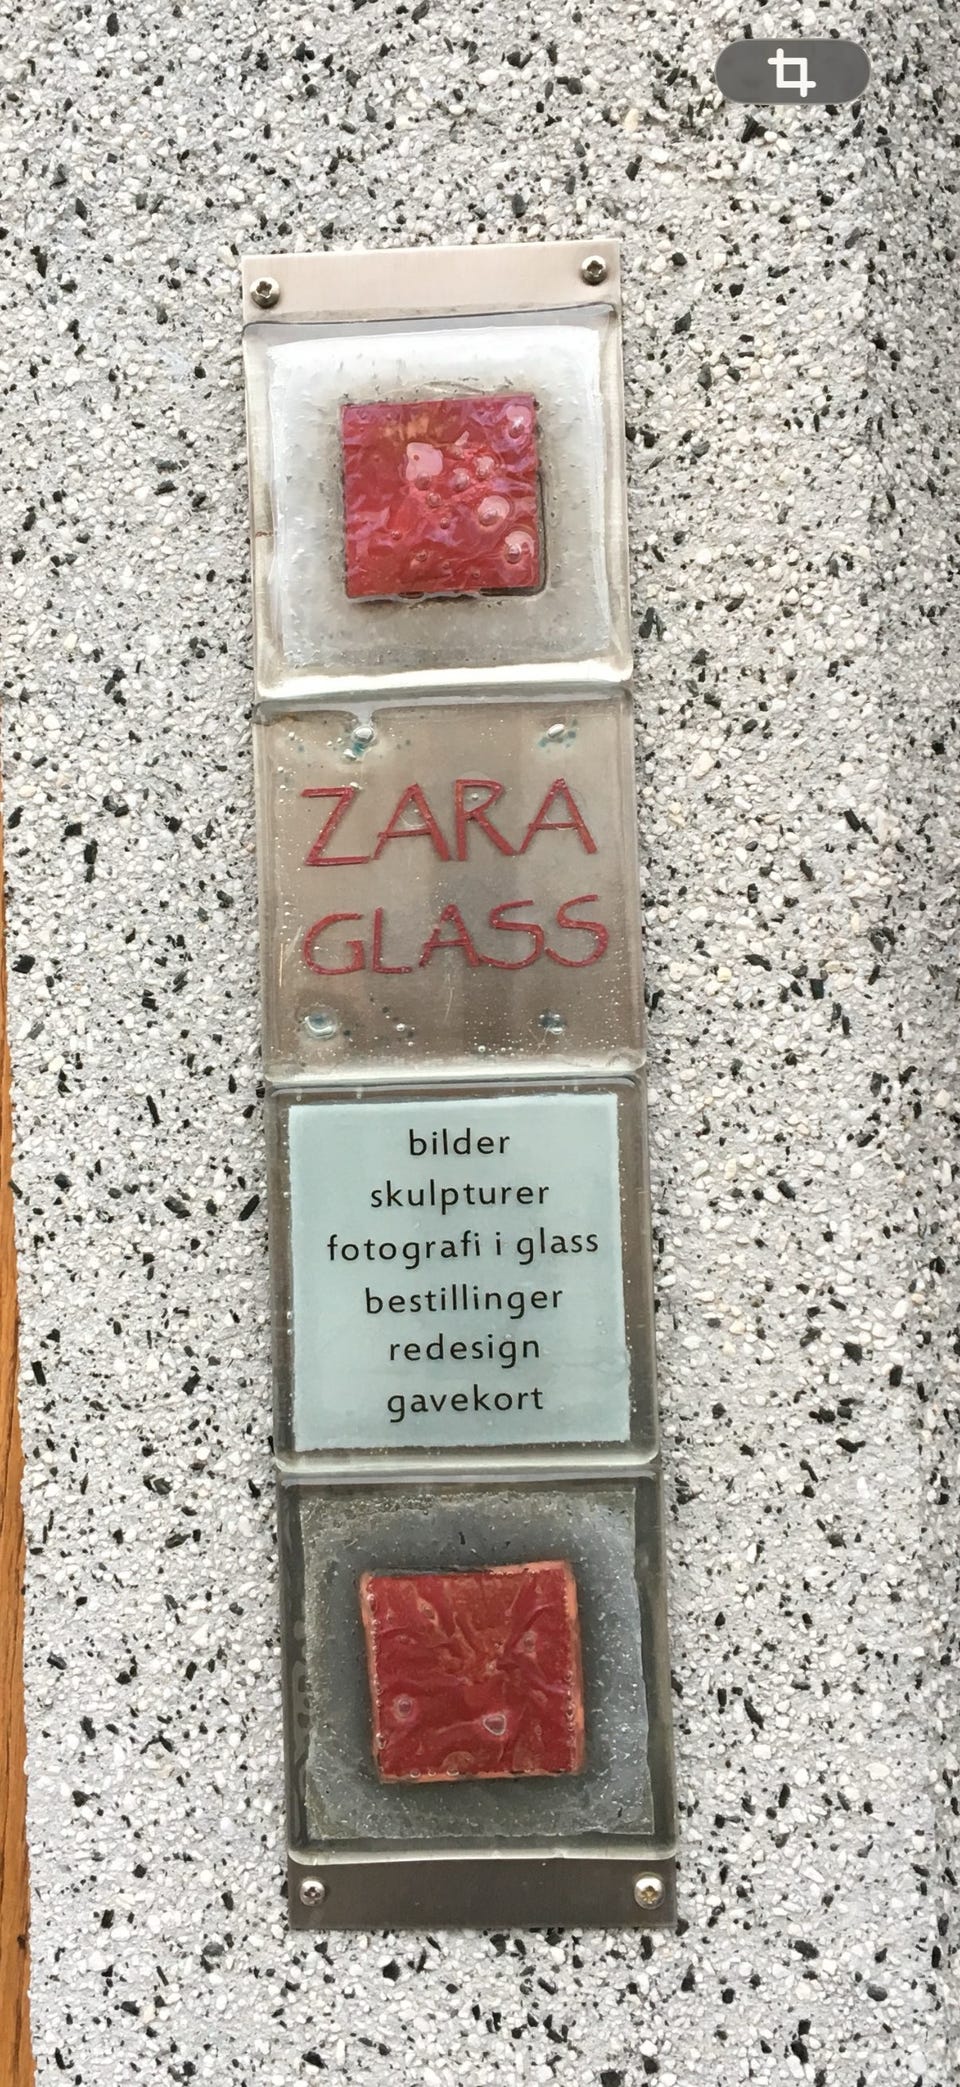 ZARA
GLASS
bilder
skulpturer
fotografi i glass
bestillinger
redesign
gavekort